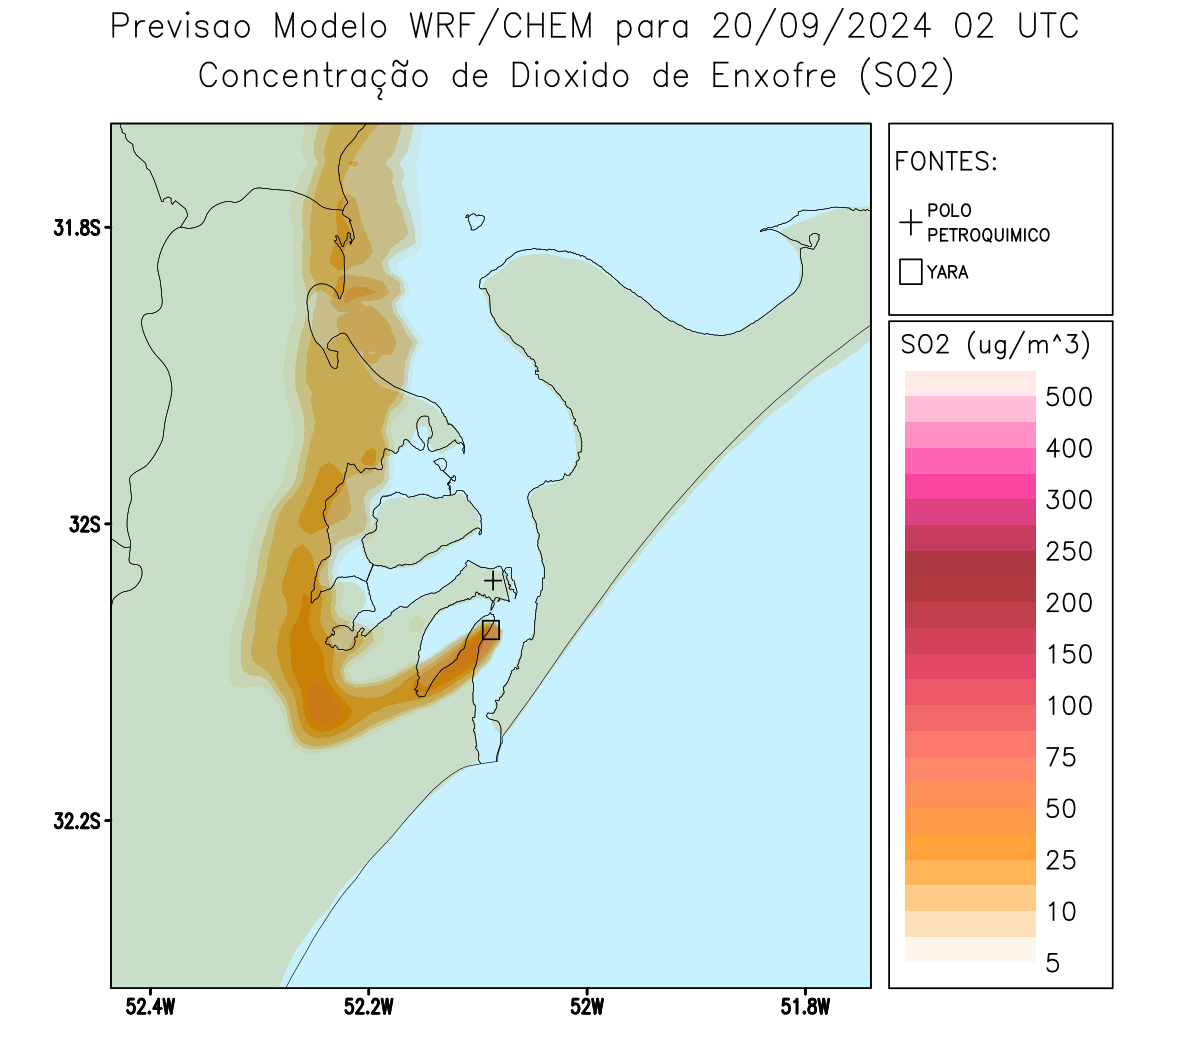 Previsao Modelo WRF/CHEM para 20/09/2024 02 UTC
Concentração de Dioxido de Enxofre (SO2)
FONTES:
POLO
PETROQUIMICO
YARA
SO2 (ug/m^3)
500
400
300
250
200
150
100
75
50
25
10
5
31.8S
32S
32.2S
52.4W
52.2W
52W
51.8W